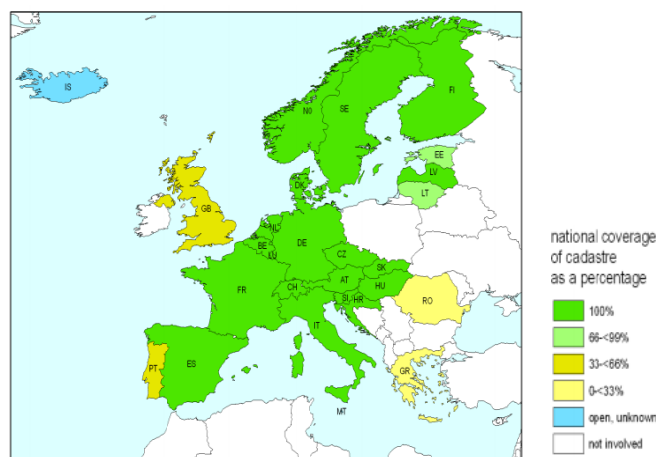 IS
FI
N0
SE
EE
LV
DK
LT
GB
NL
DE
BE
LU
CZ
SK
FR
CH
AT
HU
SI
HR
RO
IT
PT
ES
GR
MT
national coverage
of cadastre
as a percentage
100%
66-<99%
33-<66%
0-<33%
open, unknown
not involved